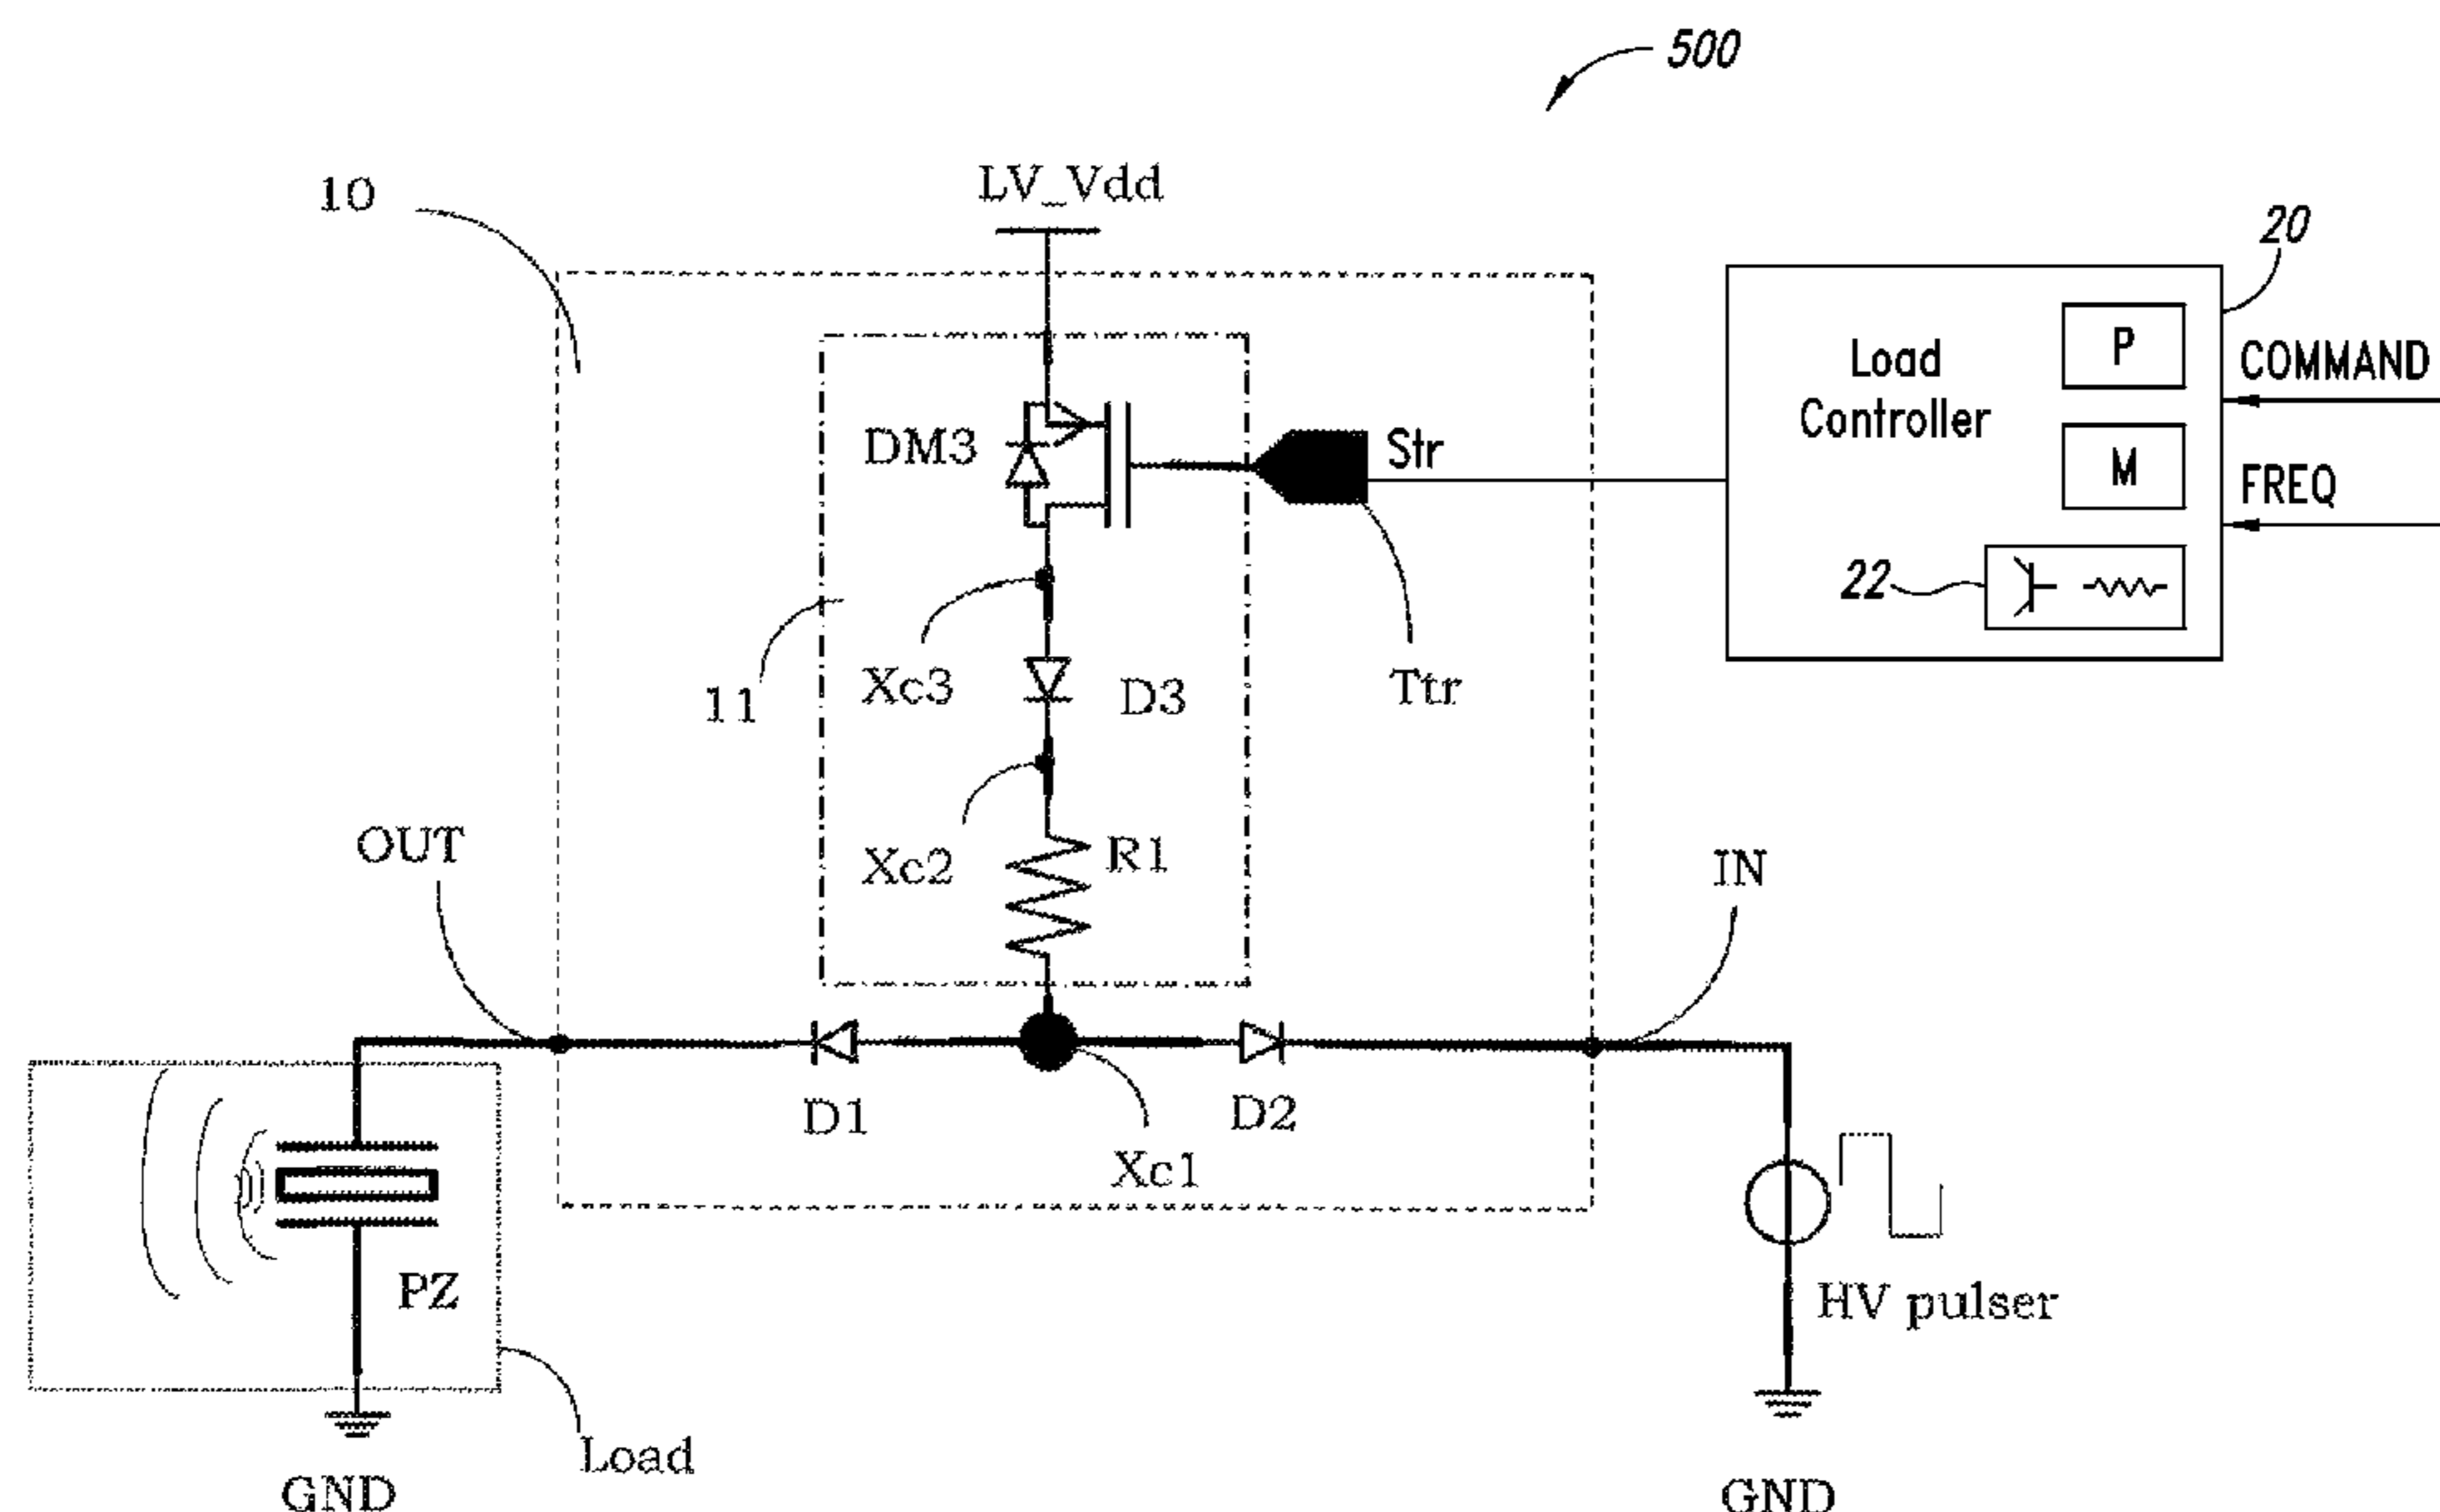 500
LV_Vdd
10
20
P
Load
Controller
COMMAND
DM3
Str
M
FREQ
22
Xc3
D3
Ttr
11
Xc2
R1
OUT
IN
D1
D2
Xc1
PZ
HV pulser
Load
GND
GND